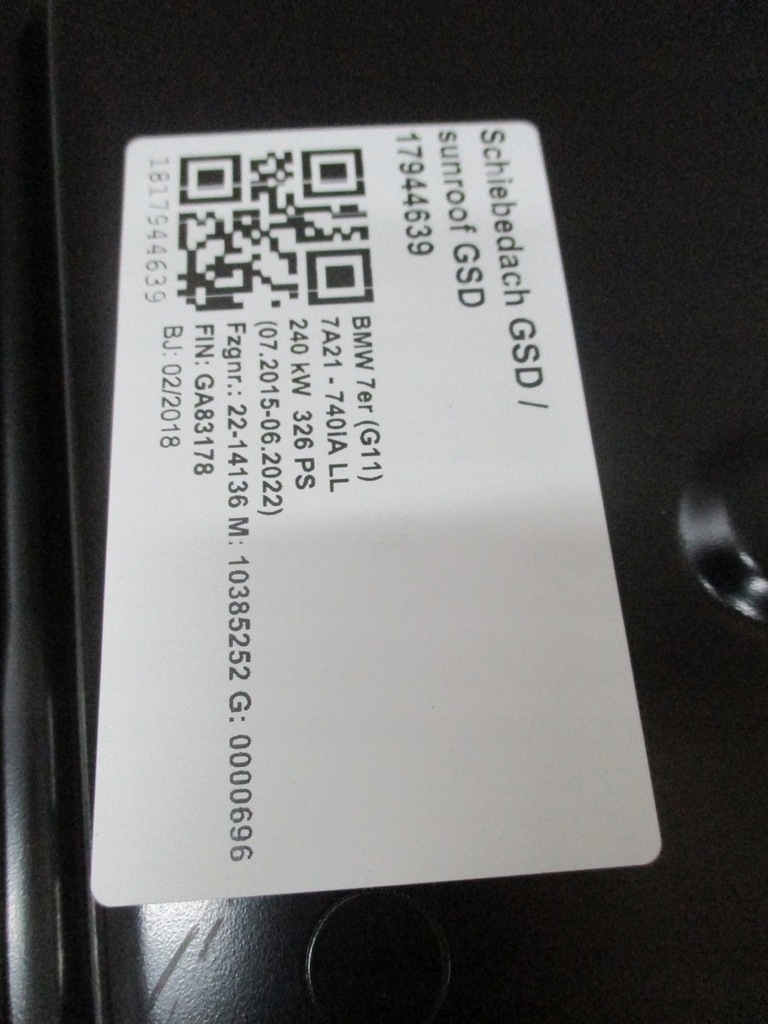 Schiebedach GSD /
sunroof GSD
17944639
BMW 7er (G11)
7A21 - 740IA LL
240 kW 326 PS
(07.2015-06.2022)
Fzgnr.: 22-14136 M: 10385252 G: 0000696
FIN: GA83178
BJ: 02/2018
1817944639